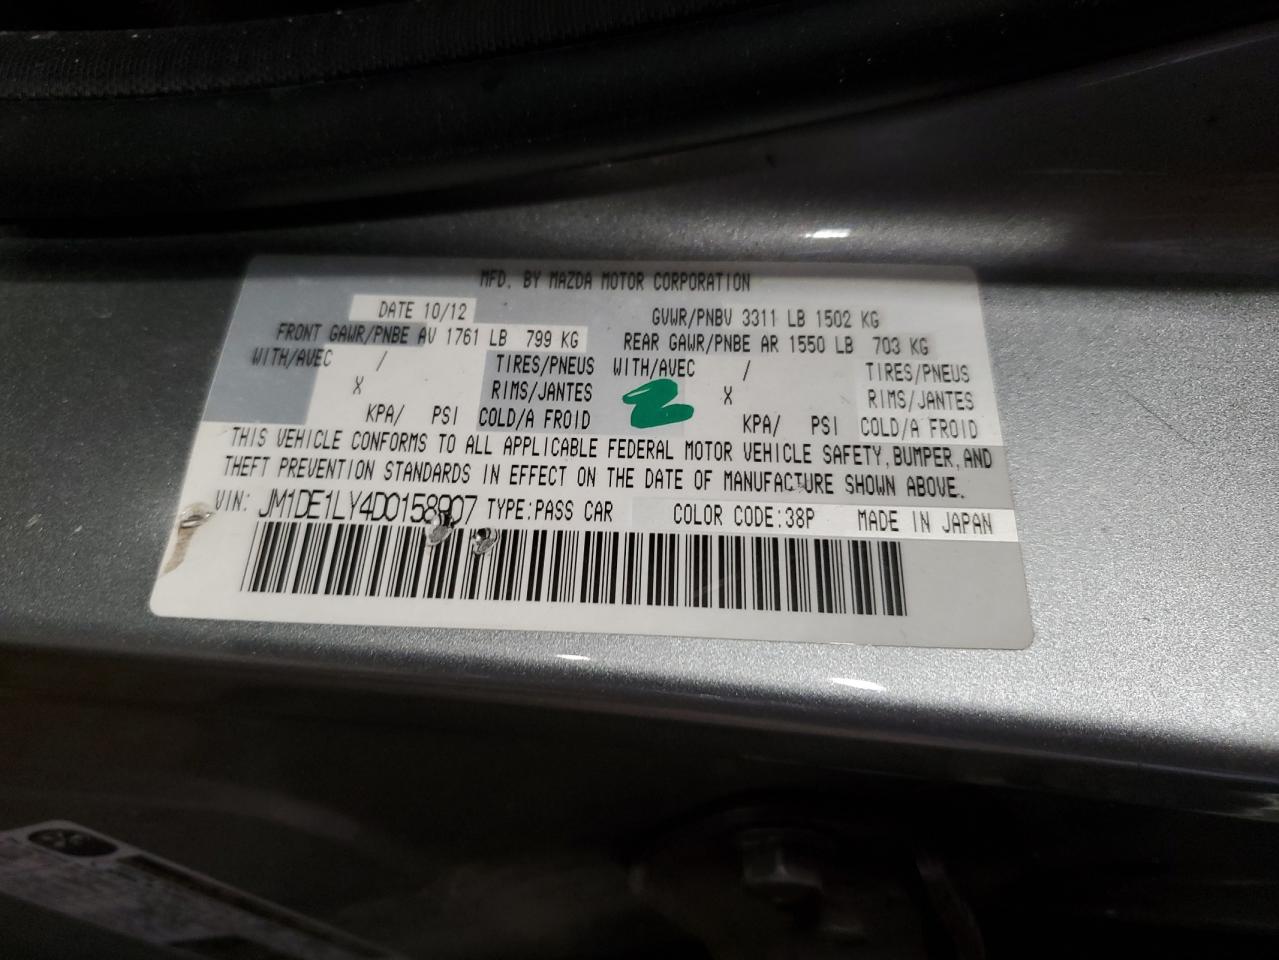 MFD. BY MAZDA MOTOR CORPORATION
DATE 10/12 GVWR/PNBV 3311 LB 1502 KG
FRONT GAWR/PNBE AV 1761 LB 799 KG REAR GAWR/PNBE AR 1550 LB 703 KG
WITH/AVEC / TIRES/PNEUS WITH/AVEC / TIRES/PNEUS
X RIMS/JANTES X RIMS/JANTES
KPA/ PSI COLD/A FROID KPA/ PSI COLD/A FROID
THIS VEHICLE CONFORMS TO ALL APPLICABLE FEDERAL MOTOR VEHICLE SAFETY, BUMPER, AND
THEFT PREVENTION STANDARDS IN EFFECT ON THE DATE OF MANUFACTURE SHOWN ABOVE.
VIN: JM1DE1LY4D0158907 TYPE:PASS CAR COLOR CODE:38P MADE IN JAPAN